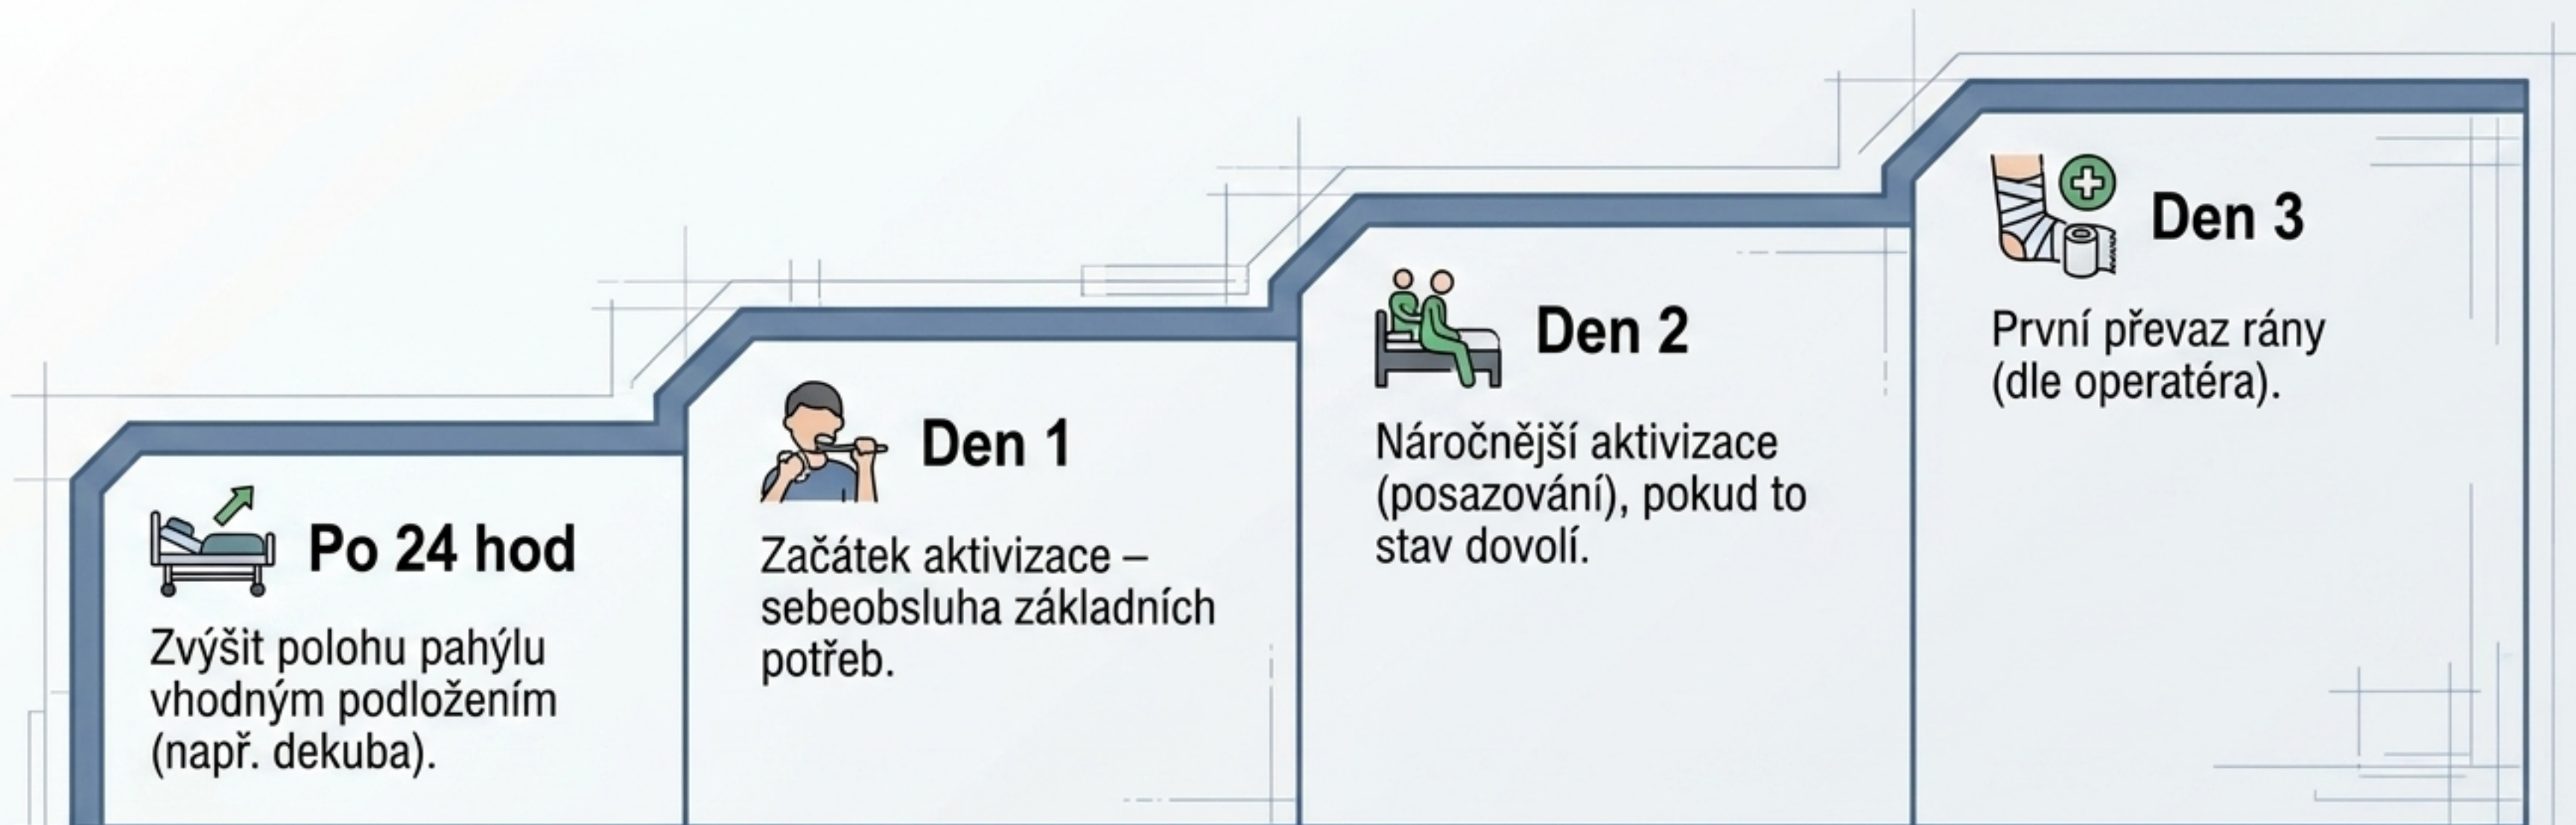 Po 24 hod
Zvýšit polohu pahýlu
vhodným podložením
(např. dekuba).
Den 1
Začátek aktivizace –
sebeobsluha základních
potřeb.
Den 2
Náročnější aktivizace
(posazování), pokud to
stav dovolí.
Den 3
První převaz rány
(dle operatéra).